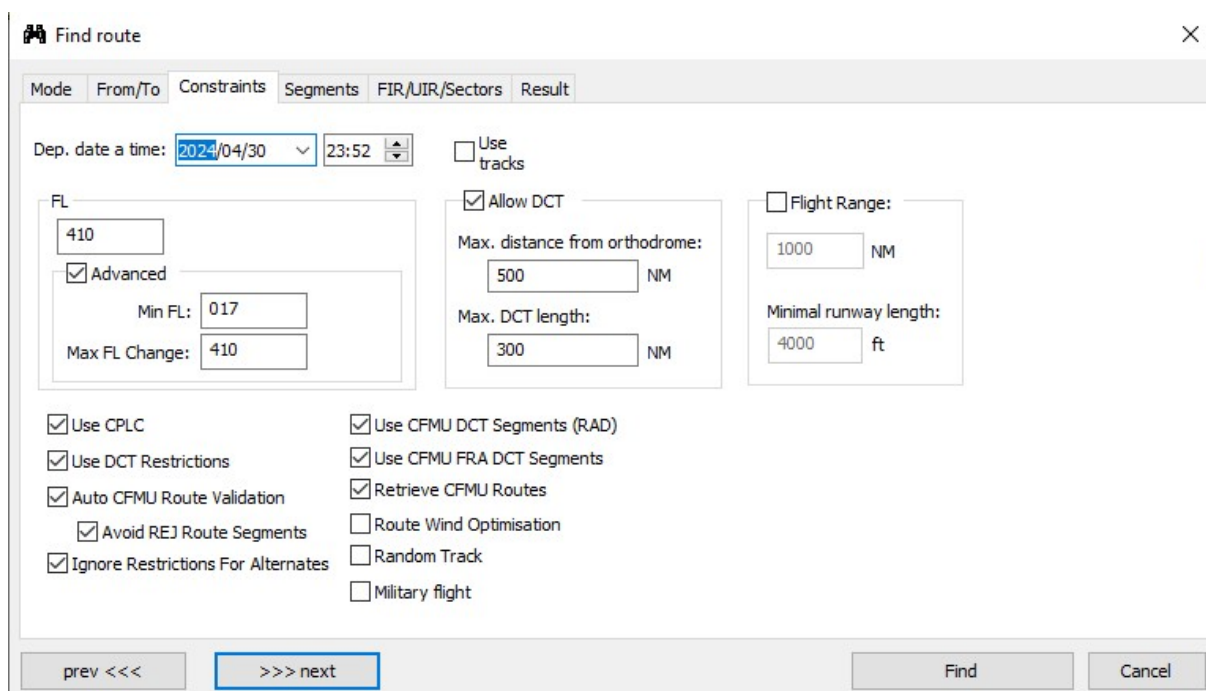 Find route
Mode From/To Constraints Segments FIR/UIR/Sectors Result
Dep. date a time: 2024/04/30 23:52 Use
tracks
FL Allow DCT Flight Range:
410 Max. distance from orthodrome: 1000 NM
Advanced 500 NM
Min FL: 017 Max. DCT length: Minimal runway length:
Max FL Change: 410 300 NM 4000 ft
Use CPLC Use CFMU DCT Segments (RAD)
Use DCT Restrictions Use CFMU FRA DCT Segments
Auto CFMU Route Validation Retrieve CFMU Routes
Avoid REJ Route Segments Route Wind Optimisation
Ignore Restrictions For Alternates Random Track
Military flight
prev <<< >>> next Find Cancel